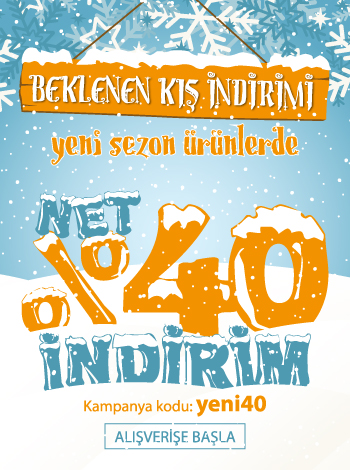 BEKLENEN KIŞ İNDİRİMİ
yeni sezon ürünlerde
NET
%40
İNDİRİM
Kampanya kodu: yeni40
ALIŞVERİŞE BAŞLA